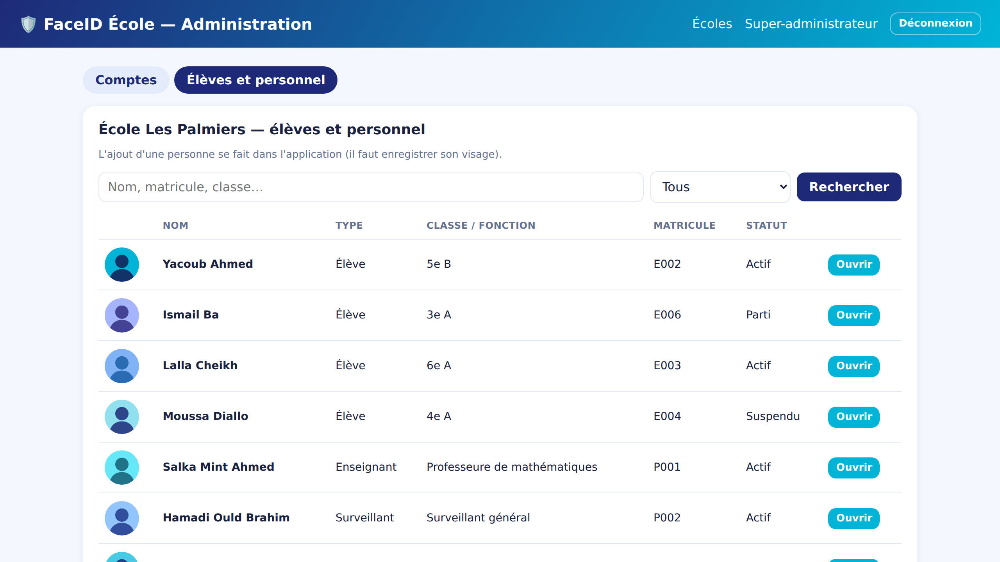 FaceID École — Administration
Écoles Super-administrateur Déconnexion
Comptes Élèves et personnel
École Les Palmiers — élèves et personnel
L'ajout d'une personne se fait dans l'application (il faut enregistrer son visage).
Nom, matricule, classe… Tous Rechercher
NOM TYPE CLASSE / FONCTION MATRICULE STATUT
Yacoub Ahmed Élève 5e B E002 Actif Ouvrir
Ismail Ba Élève 3e A E006 Parti Ouvrir
Lalla Cheikh Élève 6e A E003 Actif Ouvrir
Moussa Diallo Élève 4e A E004 Suspendu Ouvrir
Salka Mint Ahmed Enseignant Professeure de mathématiques P001 Actif Ouvrir
Hamadi Ould Brahim Surveillant Surveillant général P002 Actif Ouvrir